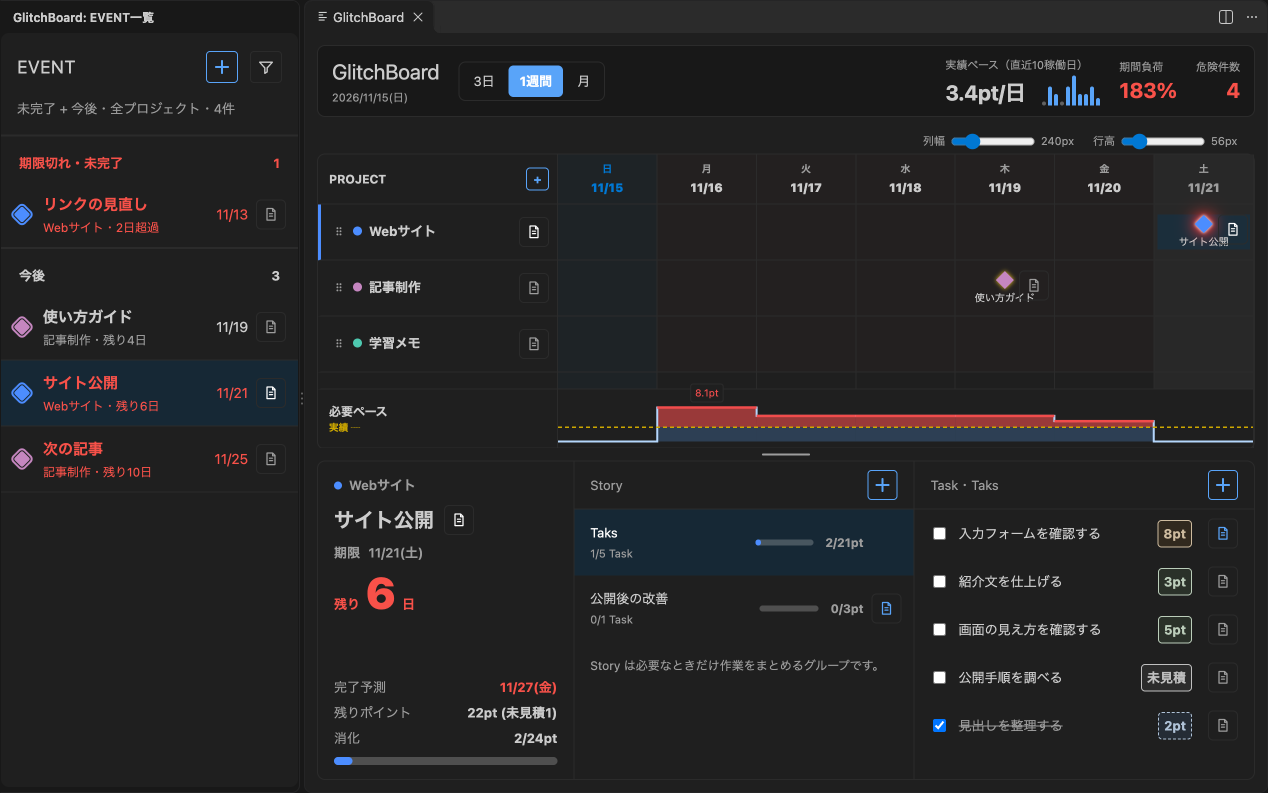 GlitchBoard: EVENT一覧
EVENT
未完了 + 今後・全プロジェクト・4件
期限切れ・未完了 1
リンクの見直し 11/13
Webサイト・2日超過
今後 3
使い方ガイド 11/19
記事制作・残り4日
サイト公開 11/21
Webサイト・残り6日
次の記事 11/25
記事制作・残り10日
GlitchBoard
GlitchBoard
2026/11/15(日)
3日 1週間 月
実績ペース（直近10稼働日）
3.4pt/日
期間負荷
183%
危険件数
4
列幅 240px 行高 56px
PROJECT
日 月 火 水 木 金 土
11/15 11/16 11/17 11/18 11/19 11/20 11/21
Webサイト
サイト公開
記事制作
使い方ガイド
学習メモ
必要ペース
実績
8.1pt
Webサイト
サイト公開
期限 11/21(土)
残り 6 日
完了予測 11/27(金)
残りポイント 22pt (未見積1)
消化 2/24pt
Story
Taks
1/5 Task
2/21pt
公開後の改善
0/1 Task
0/3pt
Story は必要なときだけ作業をまとめるグループです。
Task・Taks
入力フォームを確認する 8pt
紹介文を仕上げる 3pt
画面の見え方を確認する 5pt
公開手順を調べる 未見積
見出しを整理する 2pt